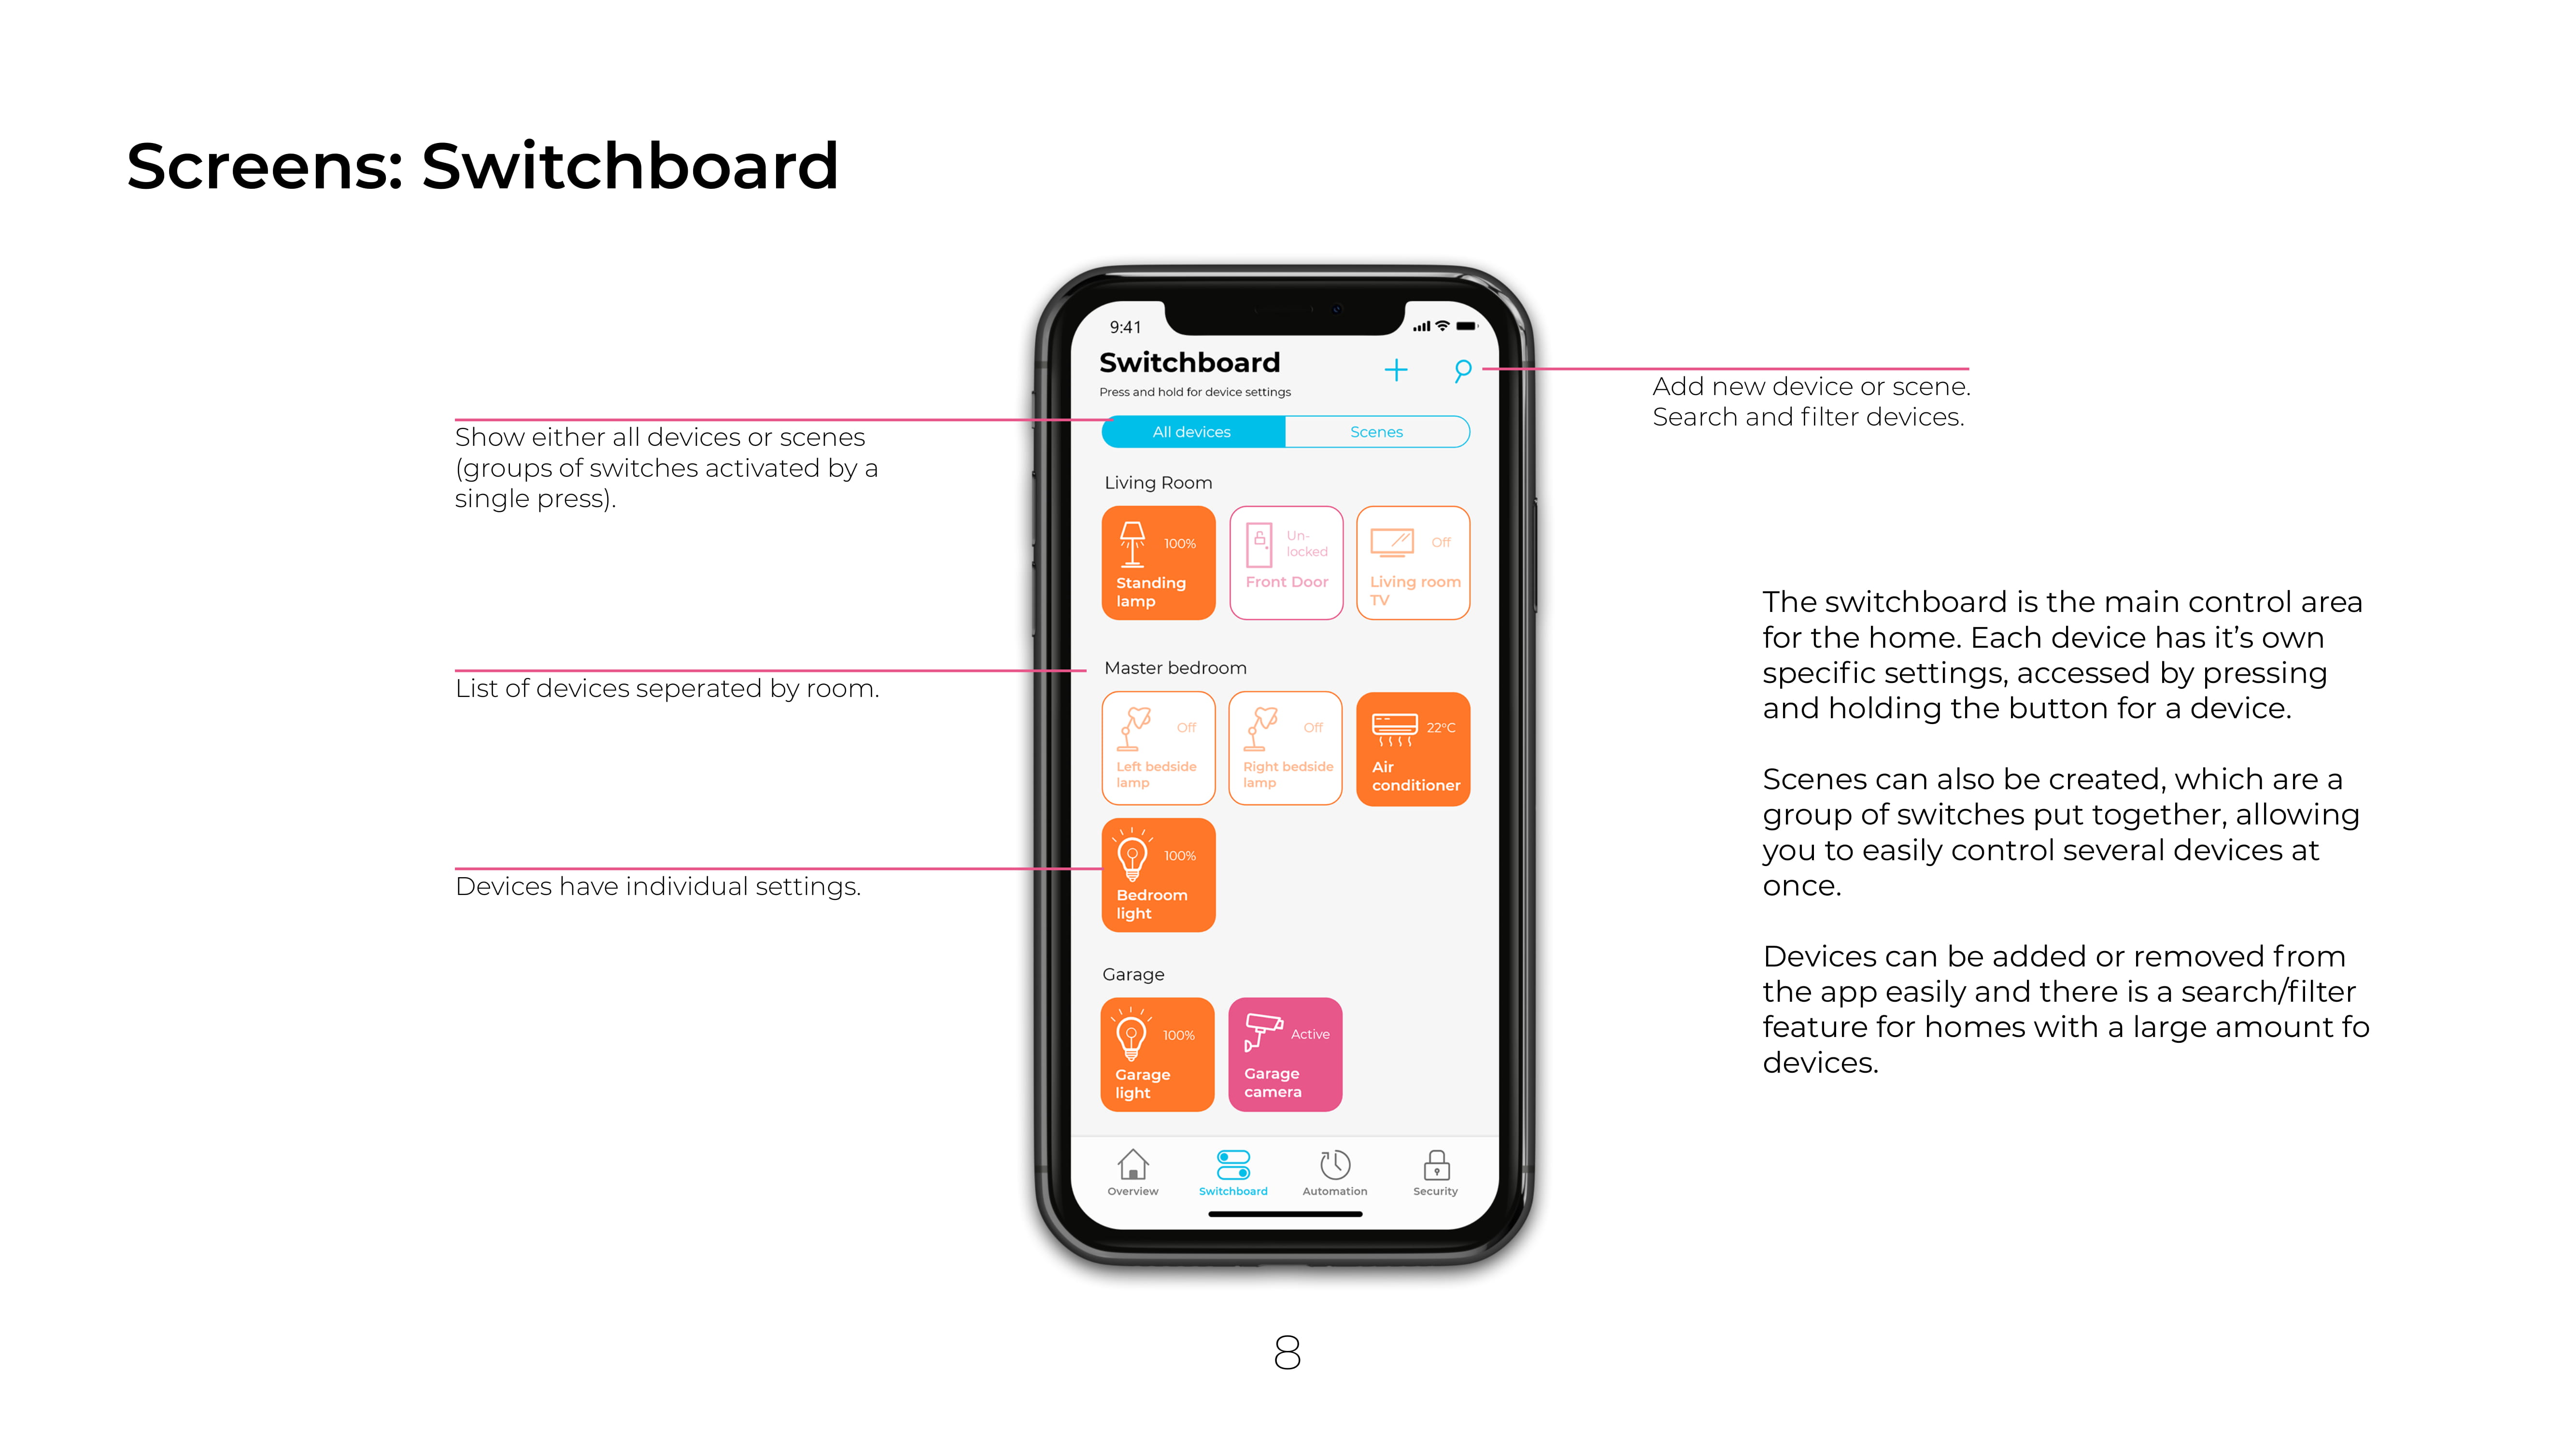 Screens: Switchboard
Show either all devices or scenes
(groups of switches activated by a
single press).
List of devices seperated by room.
Devices have individual settings.
9:41
Switchboard
Press and hold for device settings
All devices
Scenes
Living Room
100%
Standing
lamp
Un-
locked
Front Door
Off
Living room
TV
Master bedroom
Off
Left bedside
lamp
Off
Right bedside
lamp
22°C
Air
conditioner
100%
Bedroom
light
Garage
100%
Garage
light
Active
Garage
camera
Overview
Switchboard
Automation
Security
Add new device or scene.
Search and filter devices.
The switchboard is the main control area
for the home. Each device has it’s own
specific settings, accessed by pressing
and holding the button for a device.
Scenes can also be created, which are a
group of switches put together, allowing
you to easily control several devices at
once.
Devices can be added or removed from
the app easily and there is a search/filter
feature for homes with a large amount fo
devices.
8